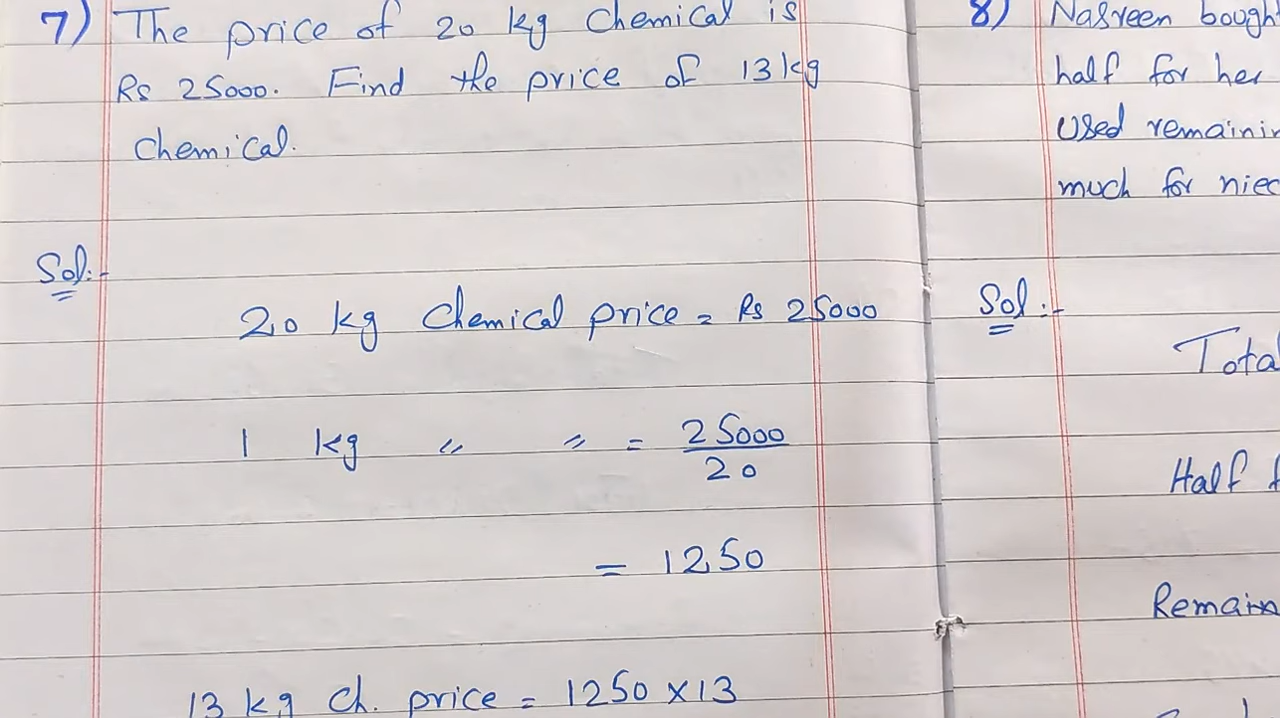 7) The price of 20 kg Chemical is
Rs 25000. Find the price of 13 kg
chemical.
Sol:-
20 kg Chemical price = Rs 25000
1 kg " " = 25000
20
= 1250
13 kg Ch. price = 1250 x 13
8) Nasreen bought
half for her
Used remainin
much for niec
Sol:-
Tota
Half f
Remain